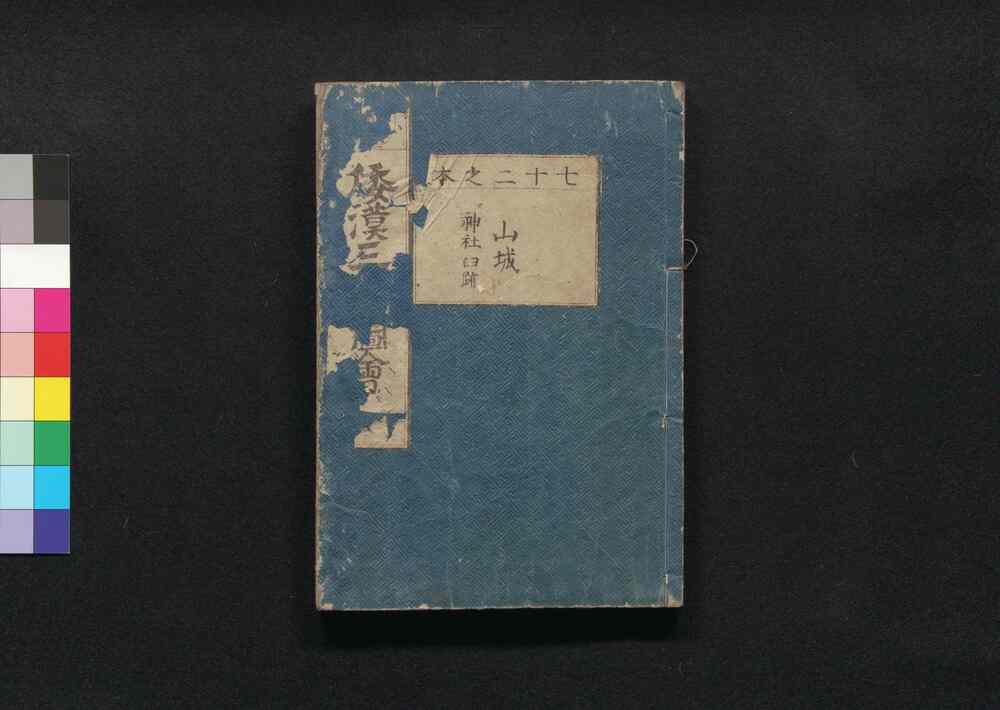 七十二之本
山城
神社旧跡
倭漢三
圖會